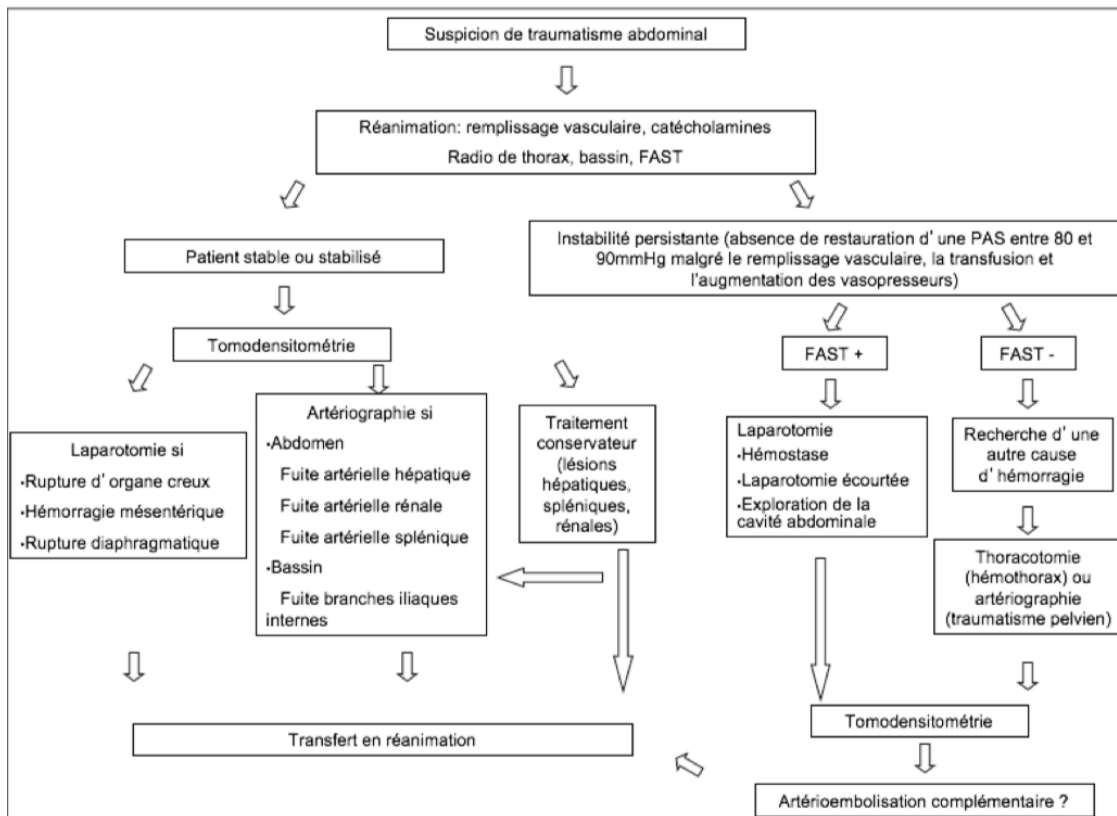 Suspicion de traumatisme abdominal
Réanimation: remplissage vasculaire, catécholamines
Radio de thorax, bassin, FAST
Patient stable ou stabilisé
Instabilité persistante (absence de restauration d' une PAS entre 80 et
90mmHg malgré le remplissage vasculaire, la transfusion et
l'augmentation des vasopresseurs)
Tomodensitométrie
FAST +
FAST -
Laparotomie si
·Rupture d' organe creux
·Hémorragie mésentérique
·Rupture diaphragmatique
Artériographie si
·Abdomen
Fuite artérielle hépatique
Fuite artérielle rénale
Fuite artérielle splénique
·Bassin
Fuite branches iliaques
internes
Traitement
conservateur
(lésions
hépatiques,
spléniques,
rénales)
Laparotomie
·Hémostase
·Laparotomie écourtée
·Exploration de la
cavité abdominale
Recherche d' une
autre cause
d' hémorragie
Thoracotomie
(hémothorax) ou
artériographie
(traumatisme pelvien)
Tomodensitométrie
Transfert en réanimation
Artérioembolisation complémentaire ?